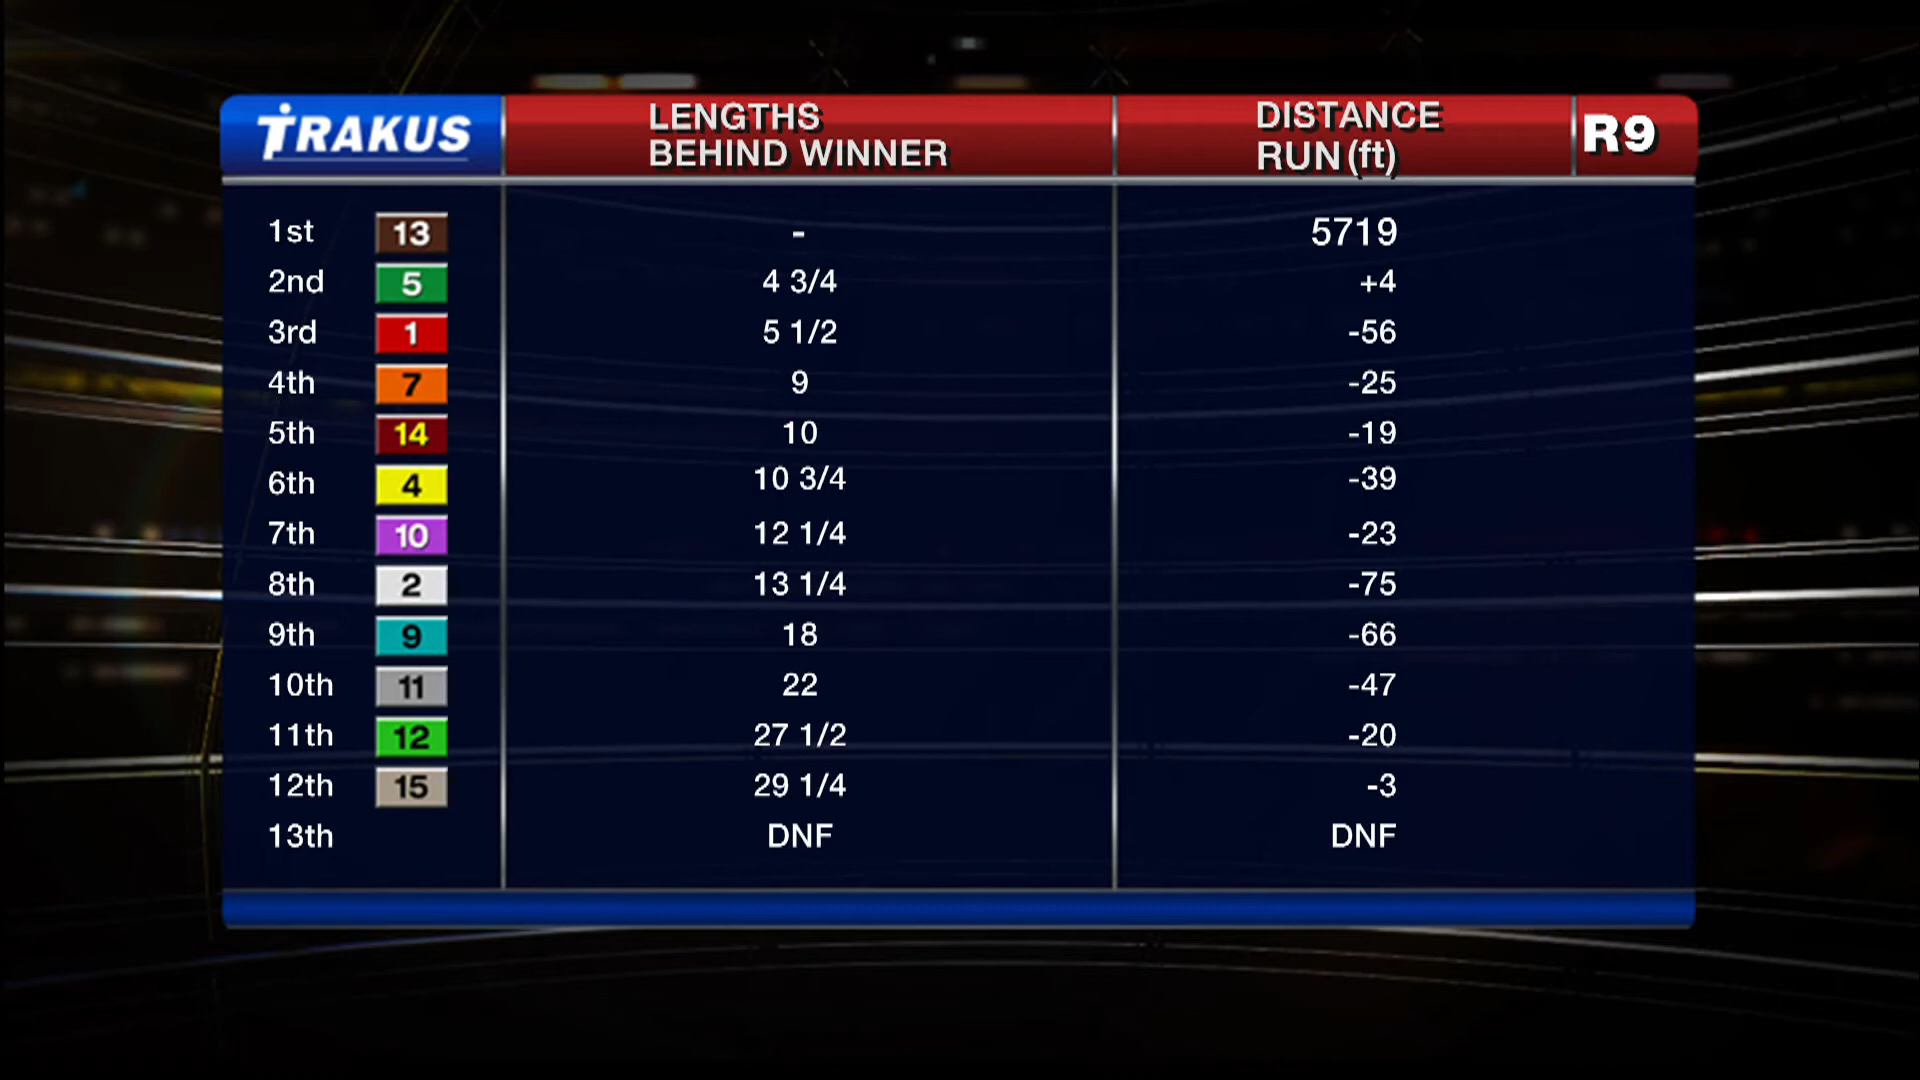 TRAKUS LENGTHS BEHIND WINNER DISTANCE RUN (ft) R9
1st 13 - 5719
2nd 5 4 3/4 +4
3rd 1 5 1/2 -56
4th 7 9 -25
5th 14 10 -19
6th 4 10 3/4 -39
7th 10 12 1/4 -23
8th 2 13 1/4 -75
9th 9 18 -66
10th 11 22 -47
11th 12 27 1/2 -20
12th 15 29 1/4 -3
13th DNF DNF